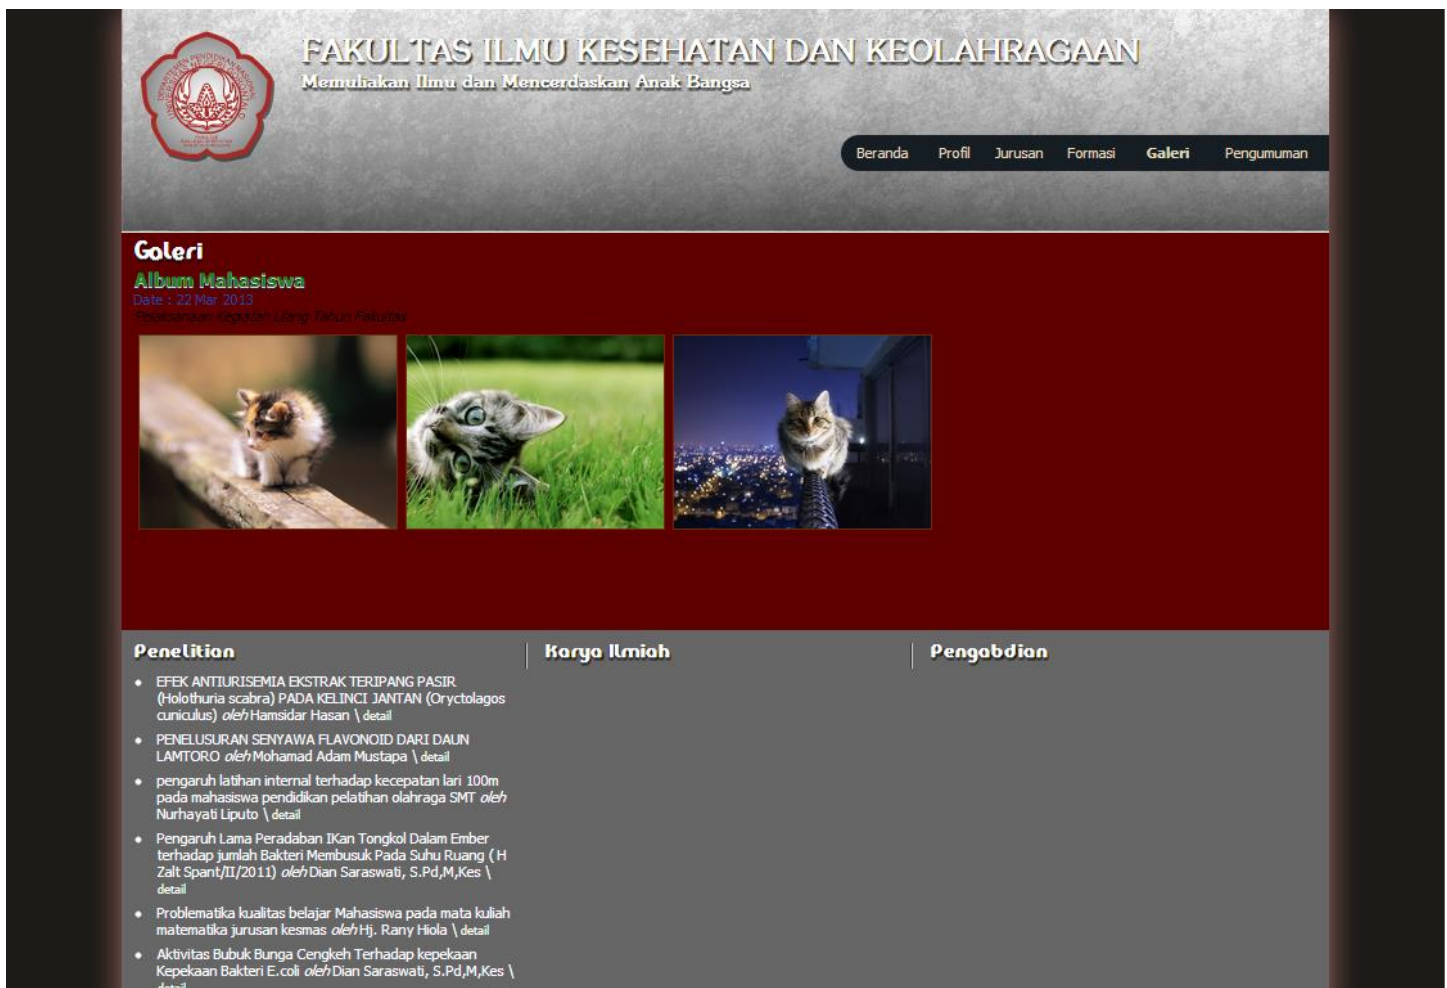 FAKULTAS ILMU KESEHATAN DAN KEOLAHRAGAAN
Memuliakan Ilmu dan Mencerdaskan Anak Bangsa
Beranda Profil Jurusan Formasi Galeri Pengumuman
Galeri
Album Mahasiswa
Date : 22 Mar 2013
Pelaksanaan Kegiatan Ulang Tahun Fakultas
Penelitian
EFEK ANTIURISEMIA EKSTRAK TERIPANG PASIR
(Holothuria scabra) PADA KELINCI JANTAN (Oryctolagos
cuniculus) oleh Hamsidar Hasan \ detail
PENELUSURAN SENYAWA FLAVONOID DARI DAUN
LAMTORO oleh Mohamad Adam Mustapa \ detail
pengaruh latihan internal terhadap kecepatan lari 100m
pada mahasiswa pendidikan pelatihan olahraga SMT oleh
Nurhayati Liputo \ detail
Pengaruh Lama Peradaban IKan Tongkol Dalam Ember
terhadap jumlah Bakteri Membusuk Pada Suhu Ruang ( H
Zalt Spant/II/2011) oleh Dian Saraswati, S.Pd,M,Kes \
detail
Problematika kualitas belajar Mahasiswa pada mata kuliah
matematika jurusan kesmas oleh Hj. Rany Hiola \ detail
Aktivitas Bubuk Bunga Cengkeh Terhadap kepekaan
Kepekaan Bakteri E.coli oleh Dian Saraswati, S.Pd,M,Kes \
detail
Karya Ilmiah
Pengabdian